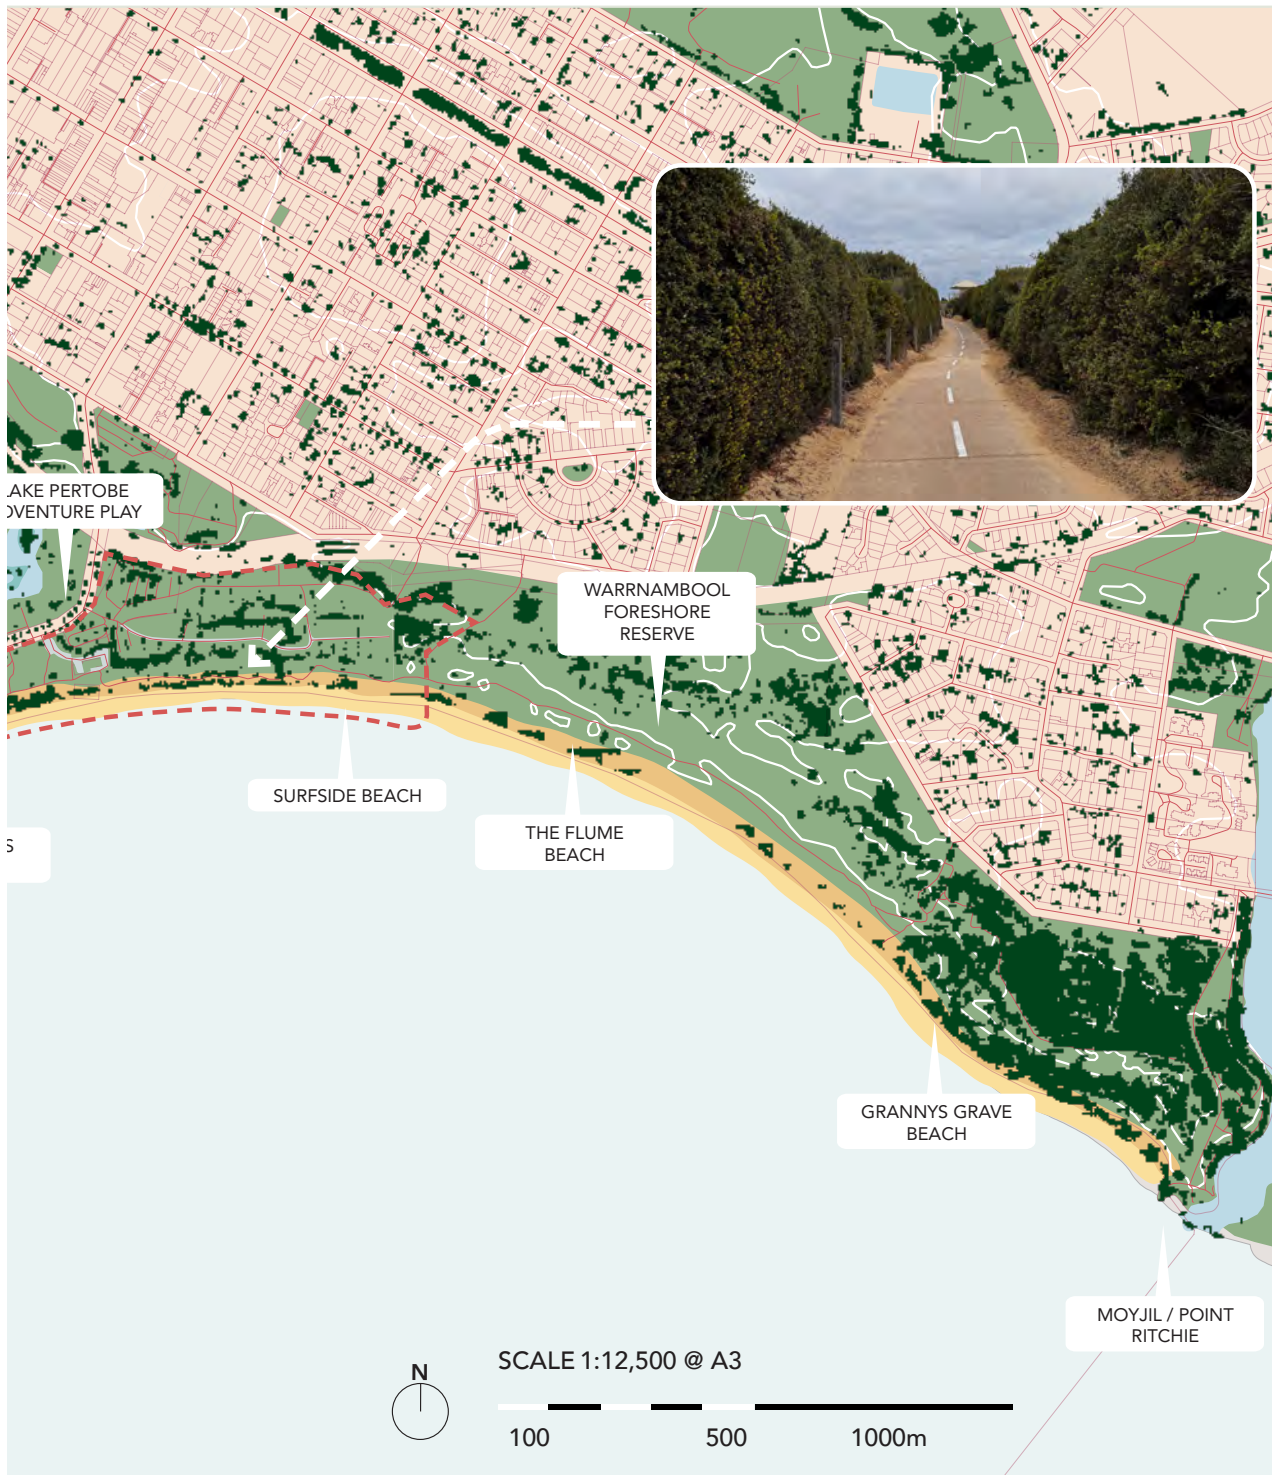 LAKE PERTOBE
DVENTURE PLAY
WARRNAMBOOL
FORESHORE
RESERVE
SURFSIDE BEACH
THE FLUME
BEACH
S
GRANNYS GRAVE
BEACH
MOYJIL / POINT
RITCHIE
N
SCALE 1:12,500 @ A3
100 500 1000m